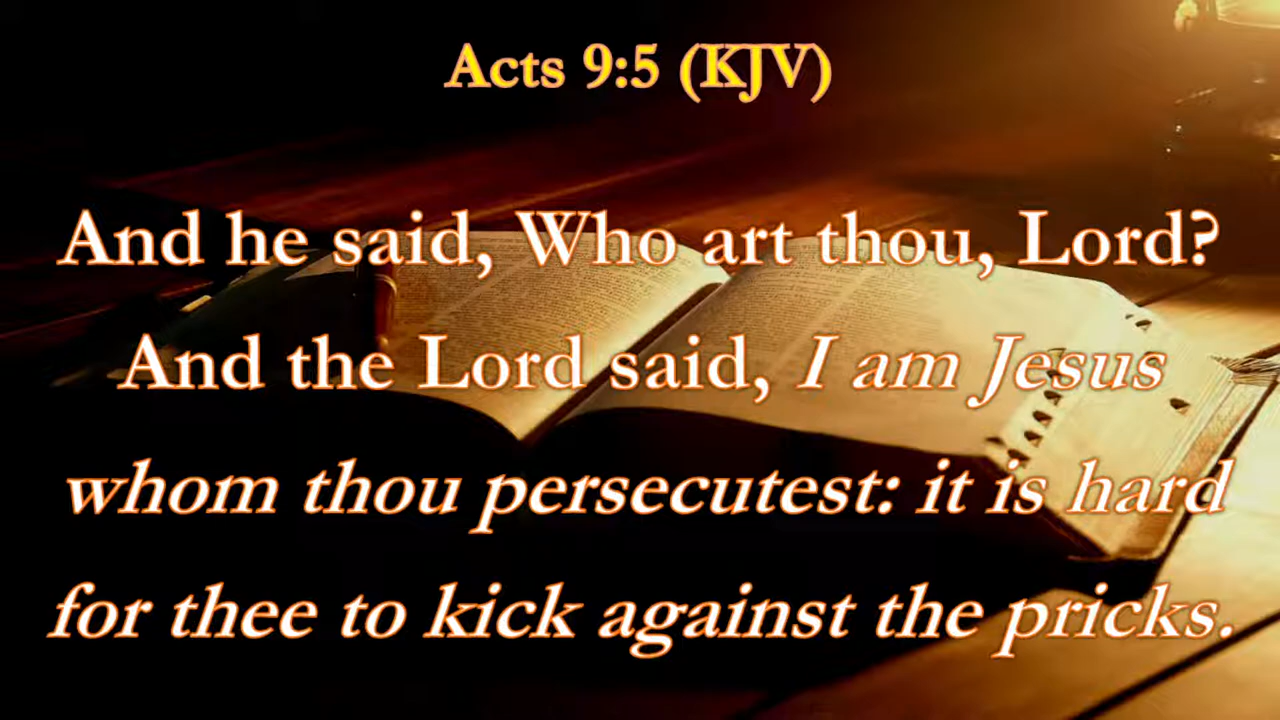 Acts 9:5 (KJV)
And he said, Who art thou, Lord?
And the Lord said, I am Jesus
whom thou persecutest: it is hard
for thee to kick against the pricks.